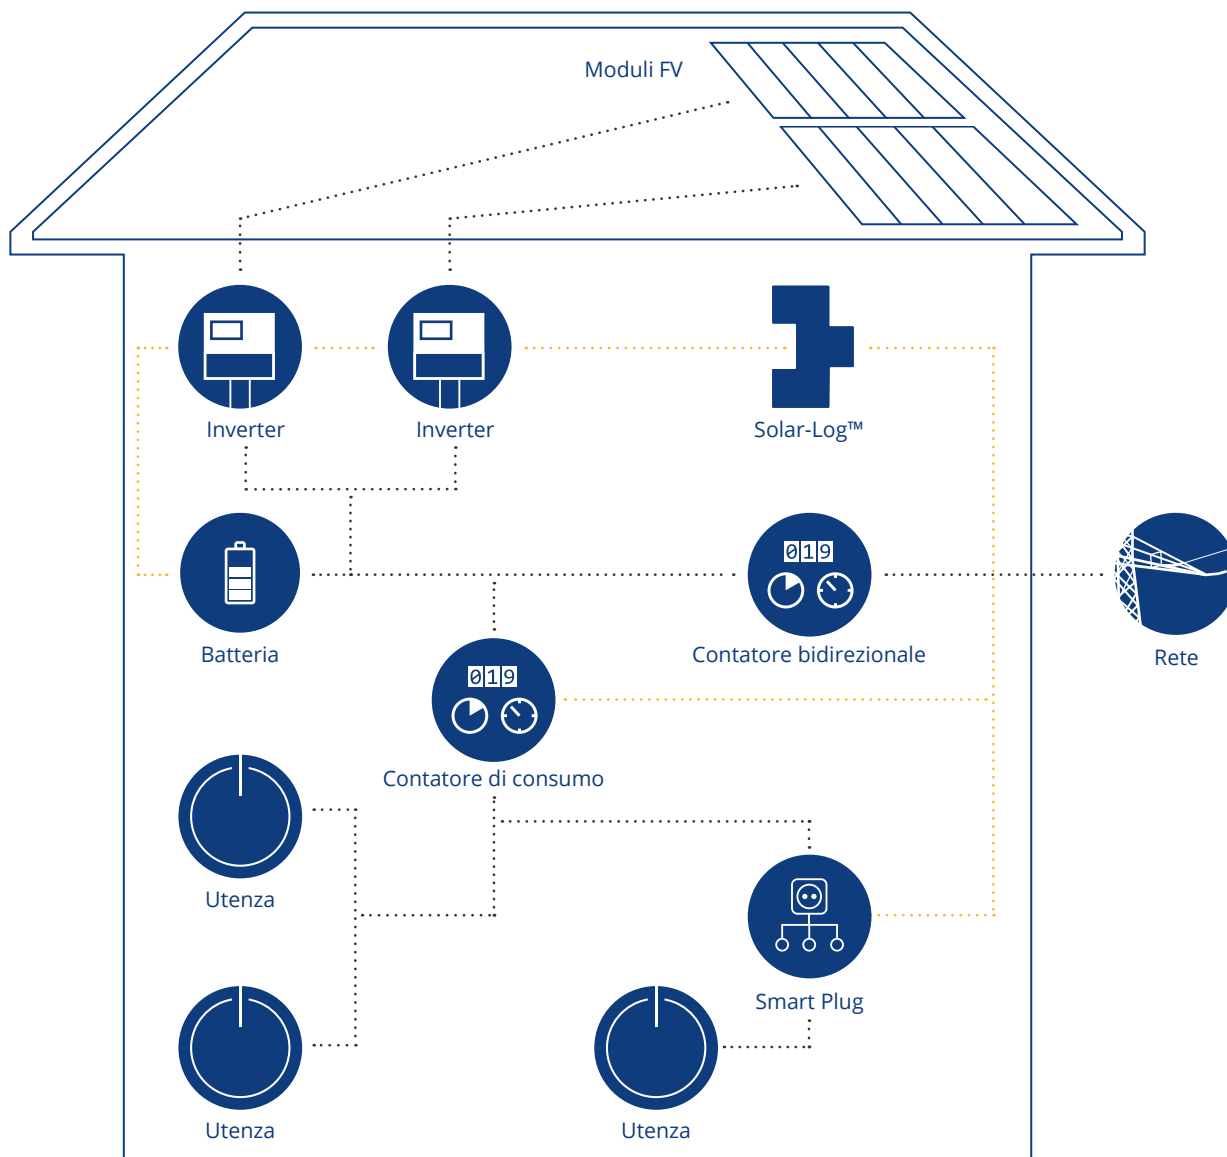 Moduli FV
Inverter
Inverter
Solar-Log™
019
Batteria
Contatore bidirezionale
Rete
019
Contatore di consumo
Utenza
Smart Plug
Utenza
Utenza